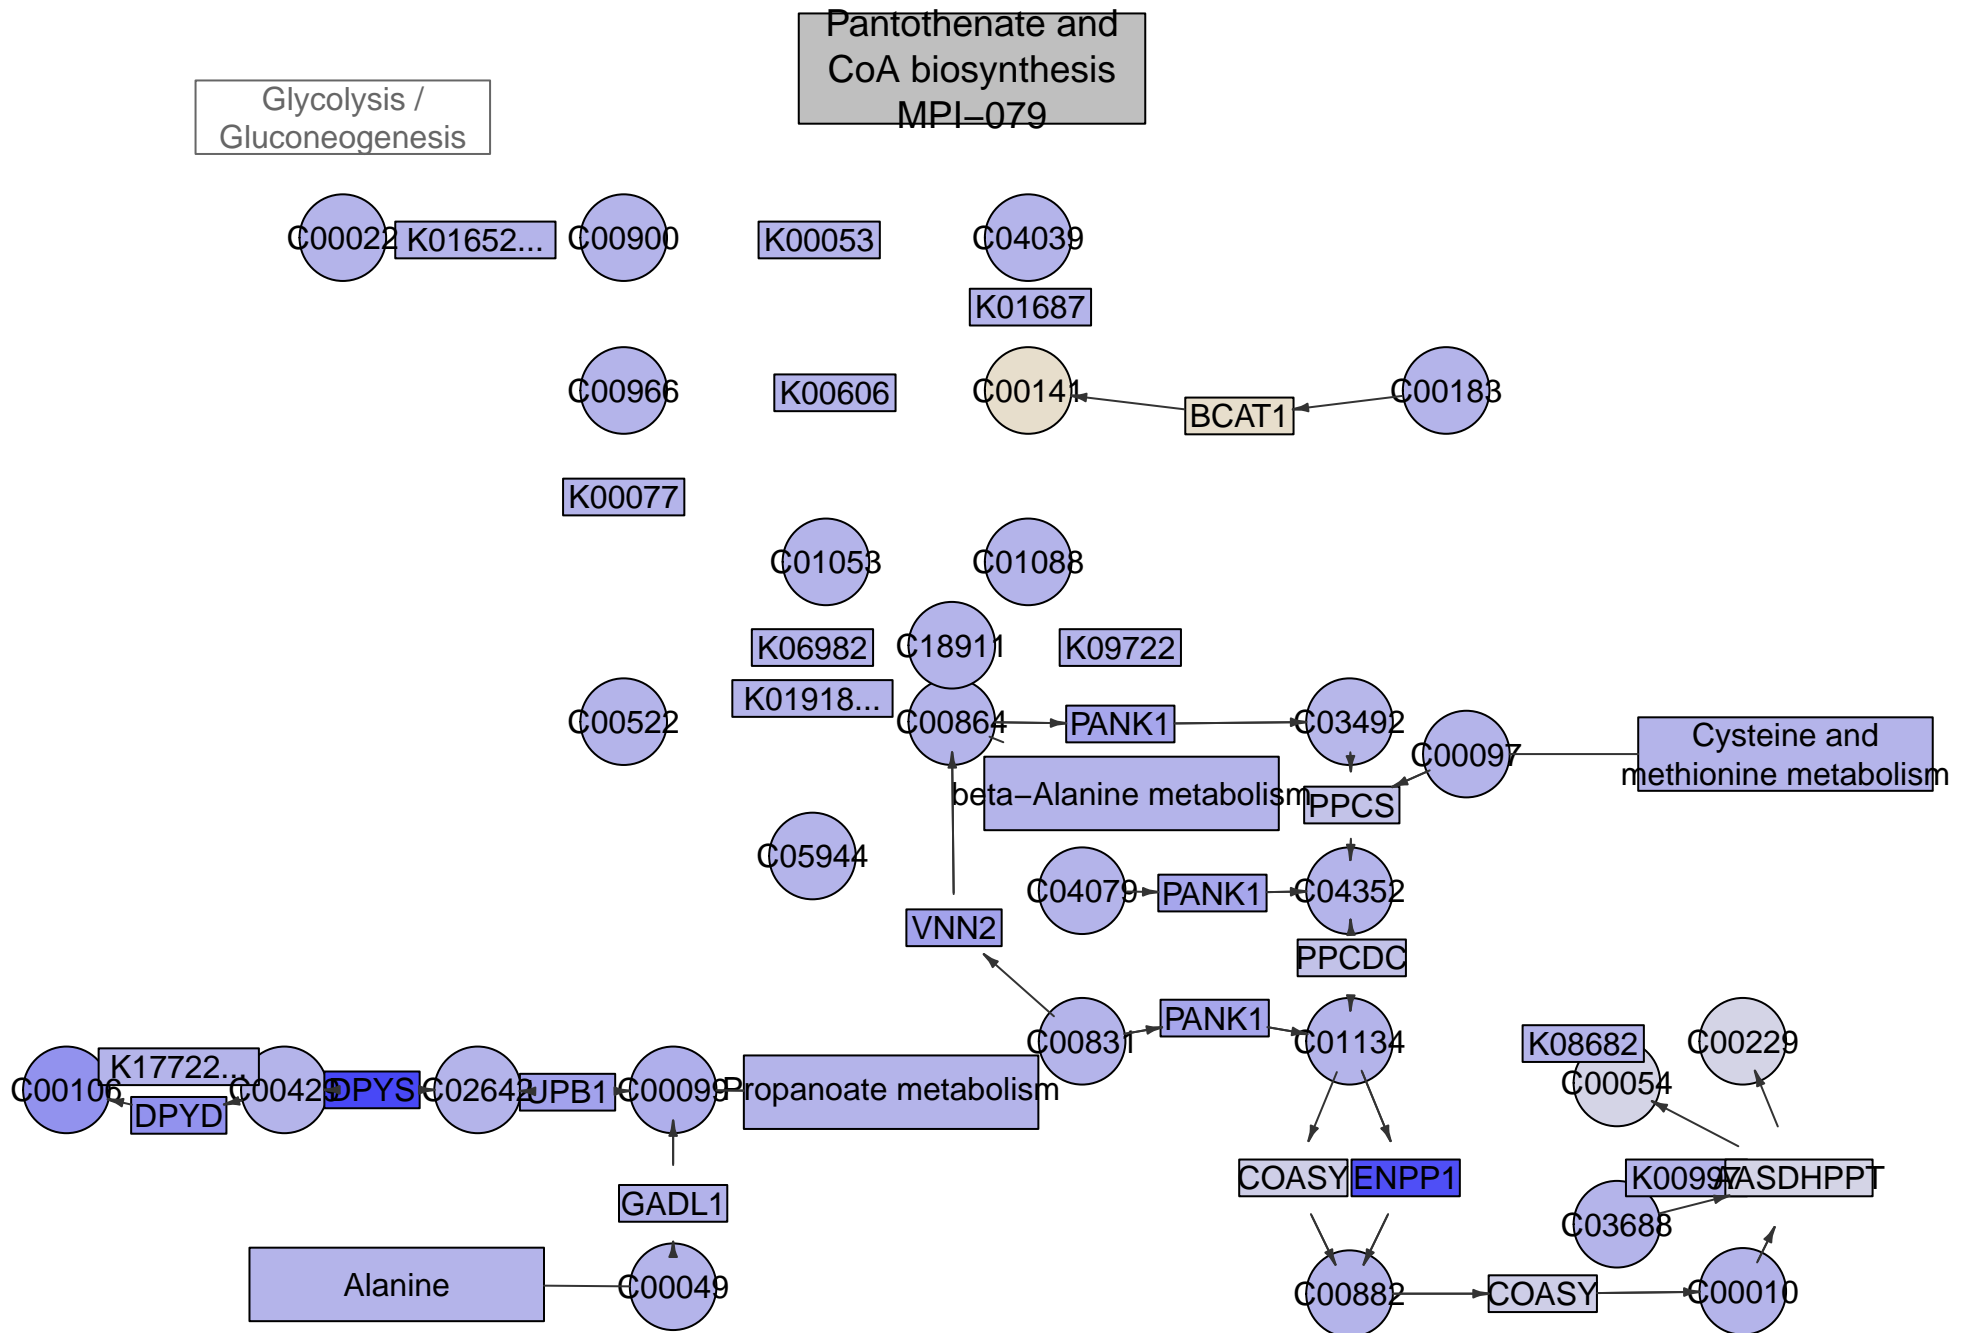 Pantothenate and
CoA biosynthesis
MPI–079
Glycolysis /
Gluconeogenesis
C00022
K01652...
C00900
K00053
C04039
K01687
C00966
K00606
C00141
BCAT1
C00183
K00077
C01053
C01088
K06982
C18911
K09722
K01918...
C00522
C00864
PANK1
C03492
C00097
Cysteine and
methionine metabolism
beta–Alanine metabolism
PPCS
C05944
C04079
PANK1
C04352
VNN2
PPCDC
C00831
PANK1
C01134
K08682
C00229
C00054
C00106
K17722...
DPYD
C00429
DPYS
C02642
UPB1
C00099
Propanoate metabolism
COASY
ENPP1
K00997
AASDHPPT
GADL1
C03688
Alanine
C00049
C00882
COASY
C00010